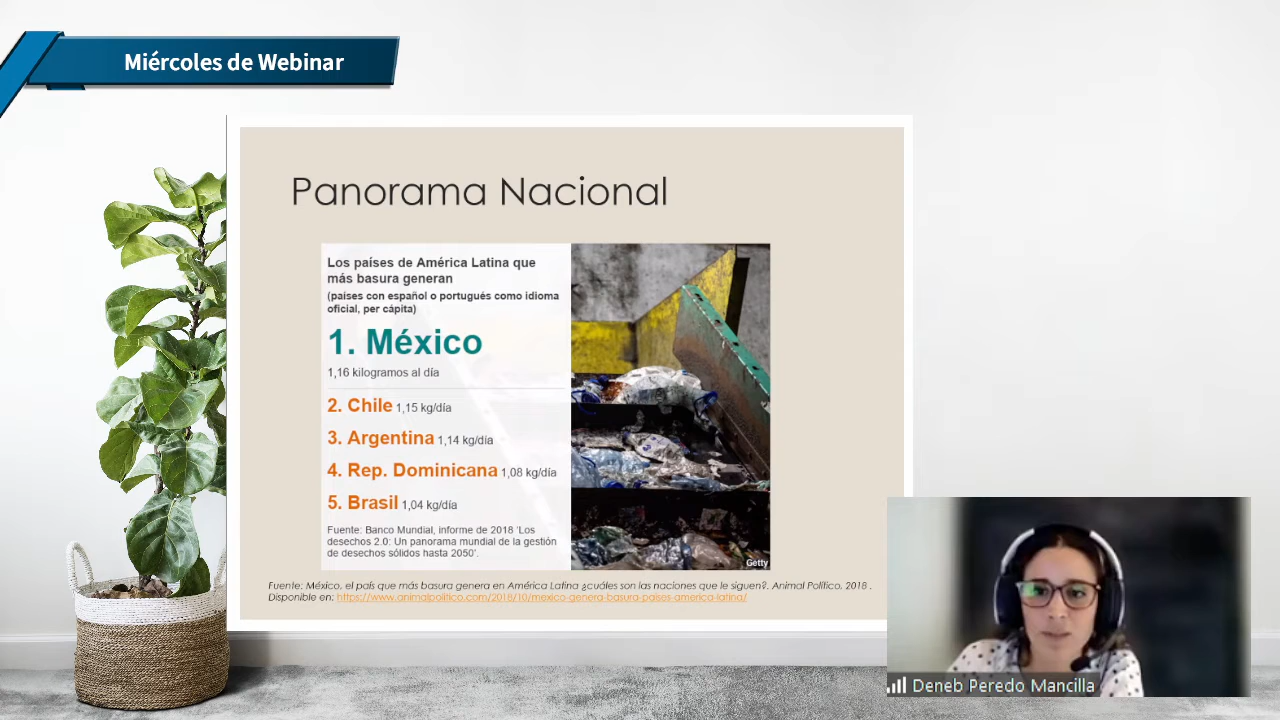 Miércoles de Webinar
Panorama Nacional
Los países de América Latina que
más basura generan
(países con español o portugués como idioma
oficial, per cápita)
1. México
1,16 kilogramos al día
2. Chile 1,15 kg/día
3. Argentina 1,14 kg/día
4. Rep. Dominicana 1,08 kg/día
5. Brasil 1,04 kg/día
Fuente: Banco Mundial, informe de 2018 'Los
desechos 2.0: Un panorama mundial de la gestión
de desechos sólidos hasta 2050'.
Getty
Fuente: México, el país que más basura genera en América Latina ¿cuáles son las naciones que le siguen?. Animal Político. 2018 .
Disponible en: https://www.animalpolitico.com/2018/10/mexico-genera-basura-paises-america-latina/
Deneb Peredo Mancilla